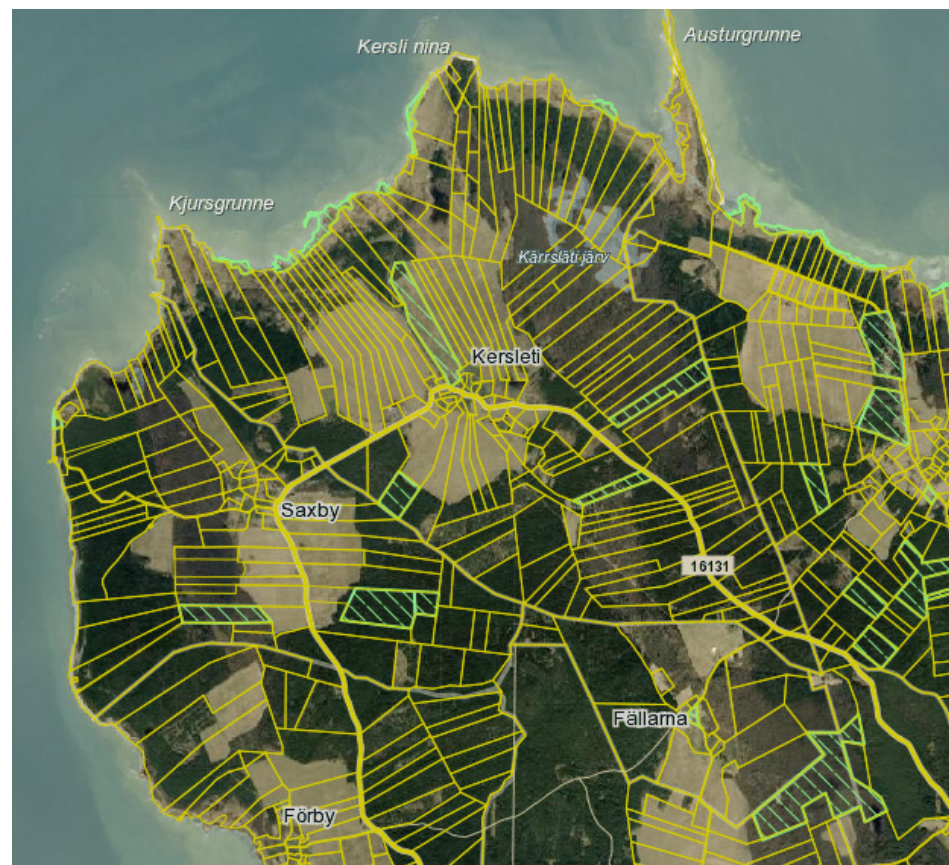 Austurgrunne
Kersli nina
Kjursgrunne
Kärrsläti järv
Kersleti
Saxby
16131
Fällarna
Förby